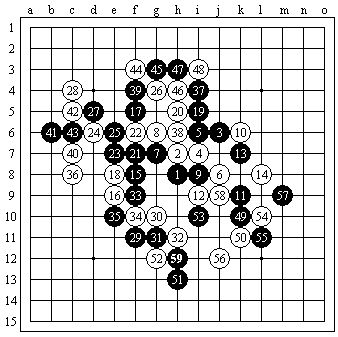 a b c d e f g h i j k l m n o
1
2
3 44 45 47 48
4 28 39 26 46 37
5 42 27 17 20 19
6 41 43 24 25 22 8 38 5 3 10
7 40 23 21 7 2 4 13
8 36 18 15 1 9 6 14
9 16 33 12 58 11 57
10 35 34 30 53 49 54
11 29 31 32 50 55
12 52 59 56
13 51
14
15